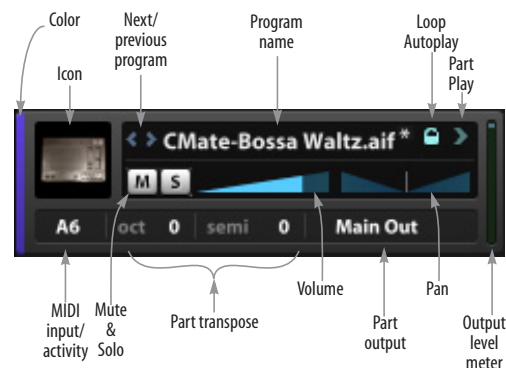 Color
Next/
previous
program
Program
name
Loop
Autoplay
Icon
Part
Play
< > CMate-Bossa Waltz.aif *
M S
A6 oct 0 semi 0 Main Out
MIDI
input/
activity
Mute
&
Solo
Part transpose
Volume
Part
output
Pan
Output
level
meter